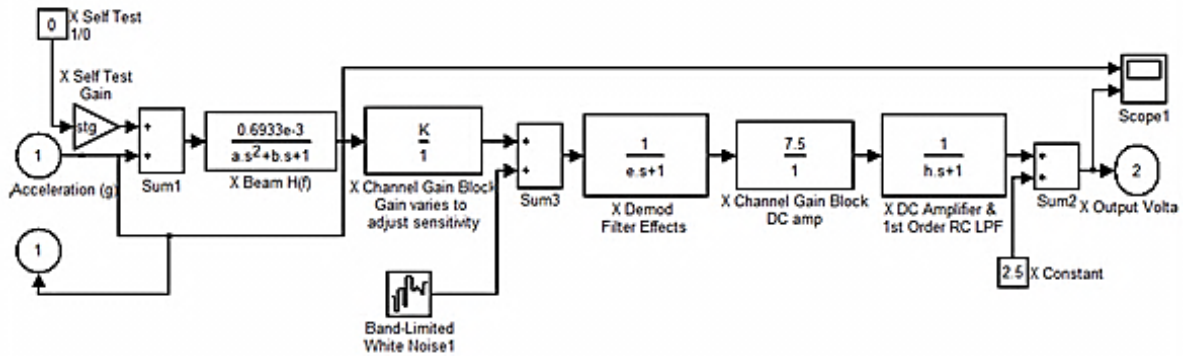 0
X Self Test
1/0
X Self Test
Gain
stg
1
Acceleration (g)
+
+
Sum1
0.6933e-3
a.s²+b.s+1
X Beam H(f)
K
1
X Channel Gain Block
Gain varies to
adjust sensitivity
+
+
Sum3
1
e.s+1
X Demod
Filter Effects
7.5
1
X Channel Gain Block
DC amp
1
h.s+1
X DC Amplifier &
1st Order RC LPF
+
+
Sum2
Scope1
2
X Output Volta
2.5
X Constant
1
Band-Limited
White Noise1